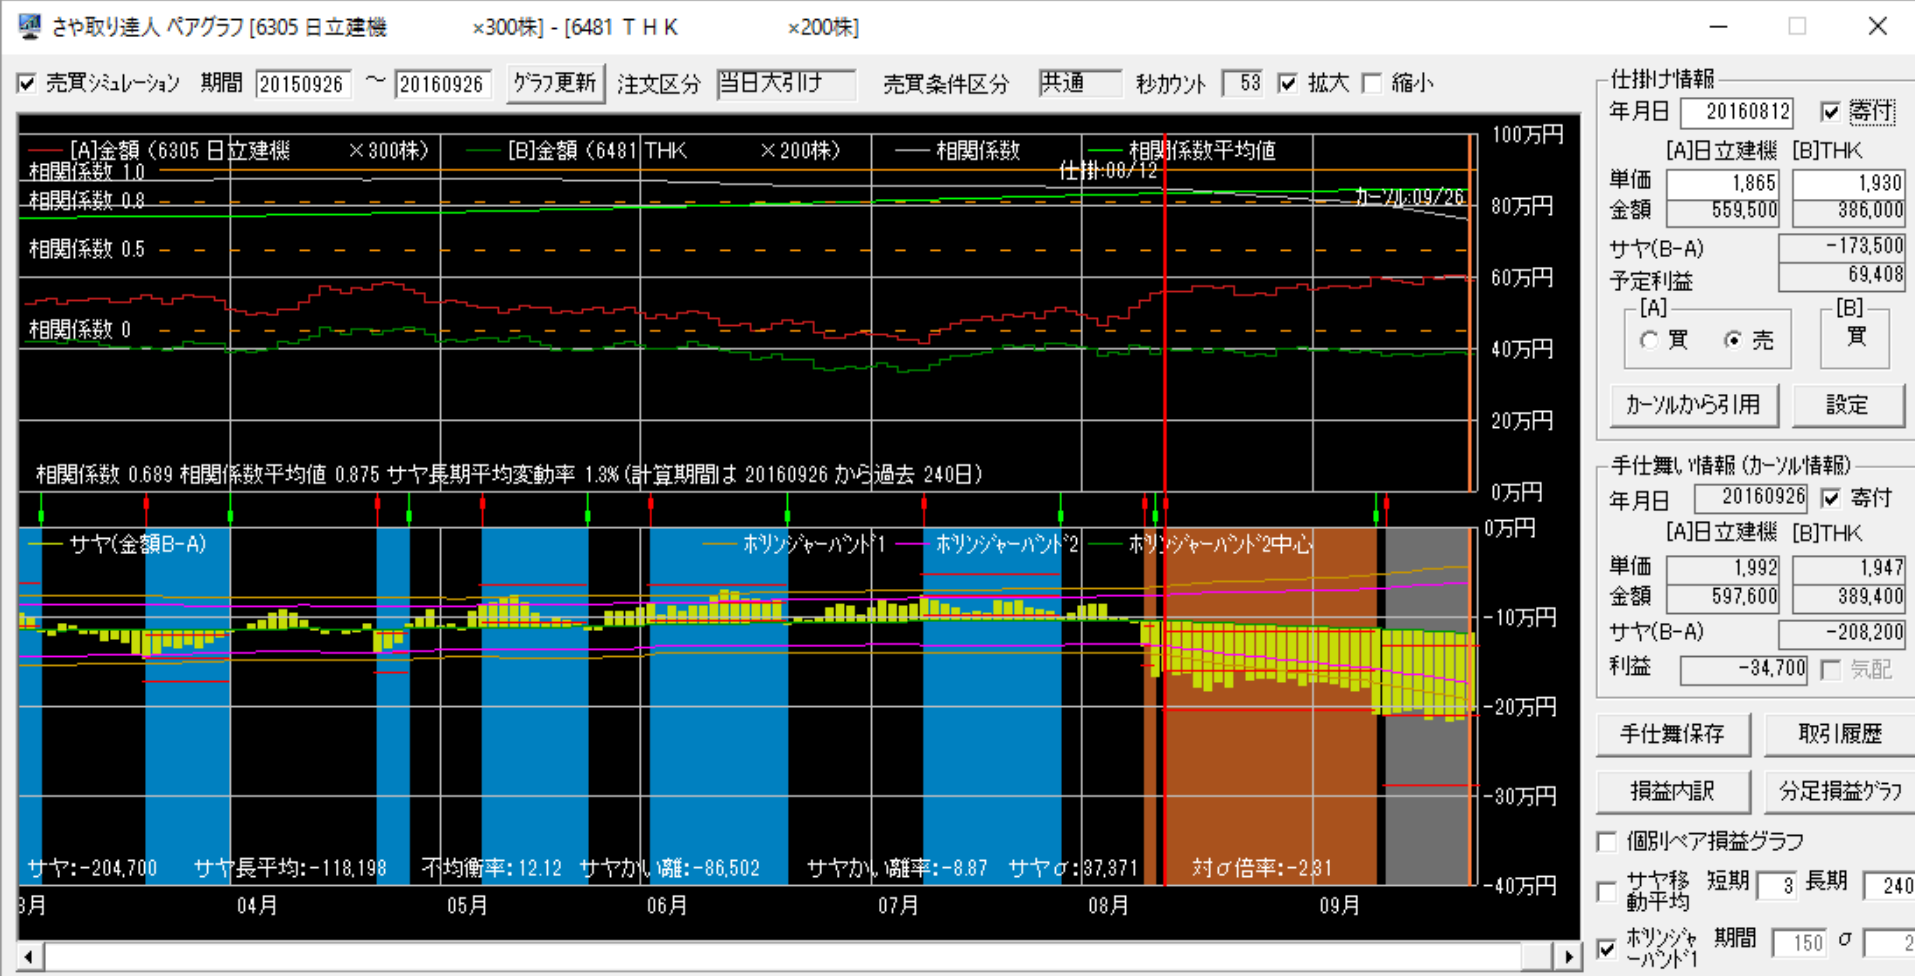 さや取り達人 ペアグラフ [6305 日立建機 ×300株] - [6481 ＴＨＫ ×200株]
売買シミュレーション 期間 20150926 ～ 20160926 グラフ更新 注文区分 当日大引け 売買条件区分 共通 秒カウント 53 拡大 縮小
[A]金額（6305 日立建機 ×300株） [B]金額（6481 THK ×200株） 相関係数 相関係数平均値
相関係数 1.0
仕掛:08/12
相関係数 0.8
カーソル:09/26
相関係数 0.5
相関係数 0
相関係数 0.689 相関係数平均値 0.875 サヤ長期平均変動率 1.3% (計算期間は 20160926 から過去 240日)
100万円
80万円
60万円
40万円
20万円
0万円
サヤ(金額B-A) ボリンジャーバンド1 ボリンジャーバンド2 ボリンジャーバンド2中心
0万円
-10万円
-20万円
-30万円
-40万円
サヤ:-204,700 サヤ長平均:-118,198 不均衡率:12.12 サヤかい離:-86,502 サヤかい離率:-8.87 サヤσ:37,371 対σ倍率:-2.31
3月 04月 05月 06月 07月 08月 09月
仕掛け情報
年月日 20160812 寄付
[A]日立建機 [B]THK
単価 1,865 1,930
金額 559,500 386,000
サヤ(B-A) -173,500
予定利益 69,408
[A] [B]
買 売 買
カーソルから引用 設定
手仕舞い情報 (カーソル情報)
年月日 20160926 寄付
[A]日立建機 [B]THK
単価 1,992 1,947
金額 597,600 389,400
サヤ(B-A) -208,200
利益 -34,700 気配
手仕舞保存 取引履歴
損益内訳 分足損益グラフ
個別ペア損益グラフ
サヤ移動平均 短期 3 長期 240
ボリンジャーバンド1 期間 150 σ 2